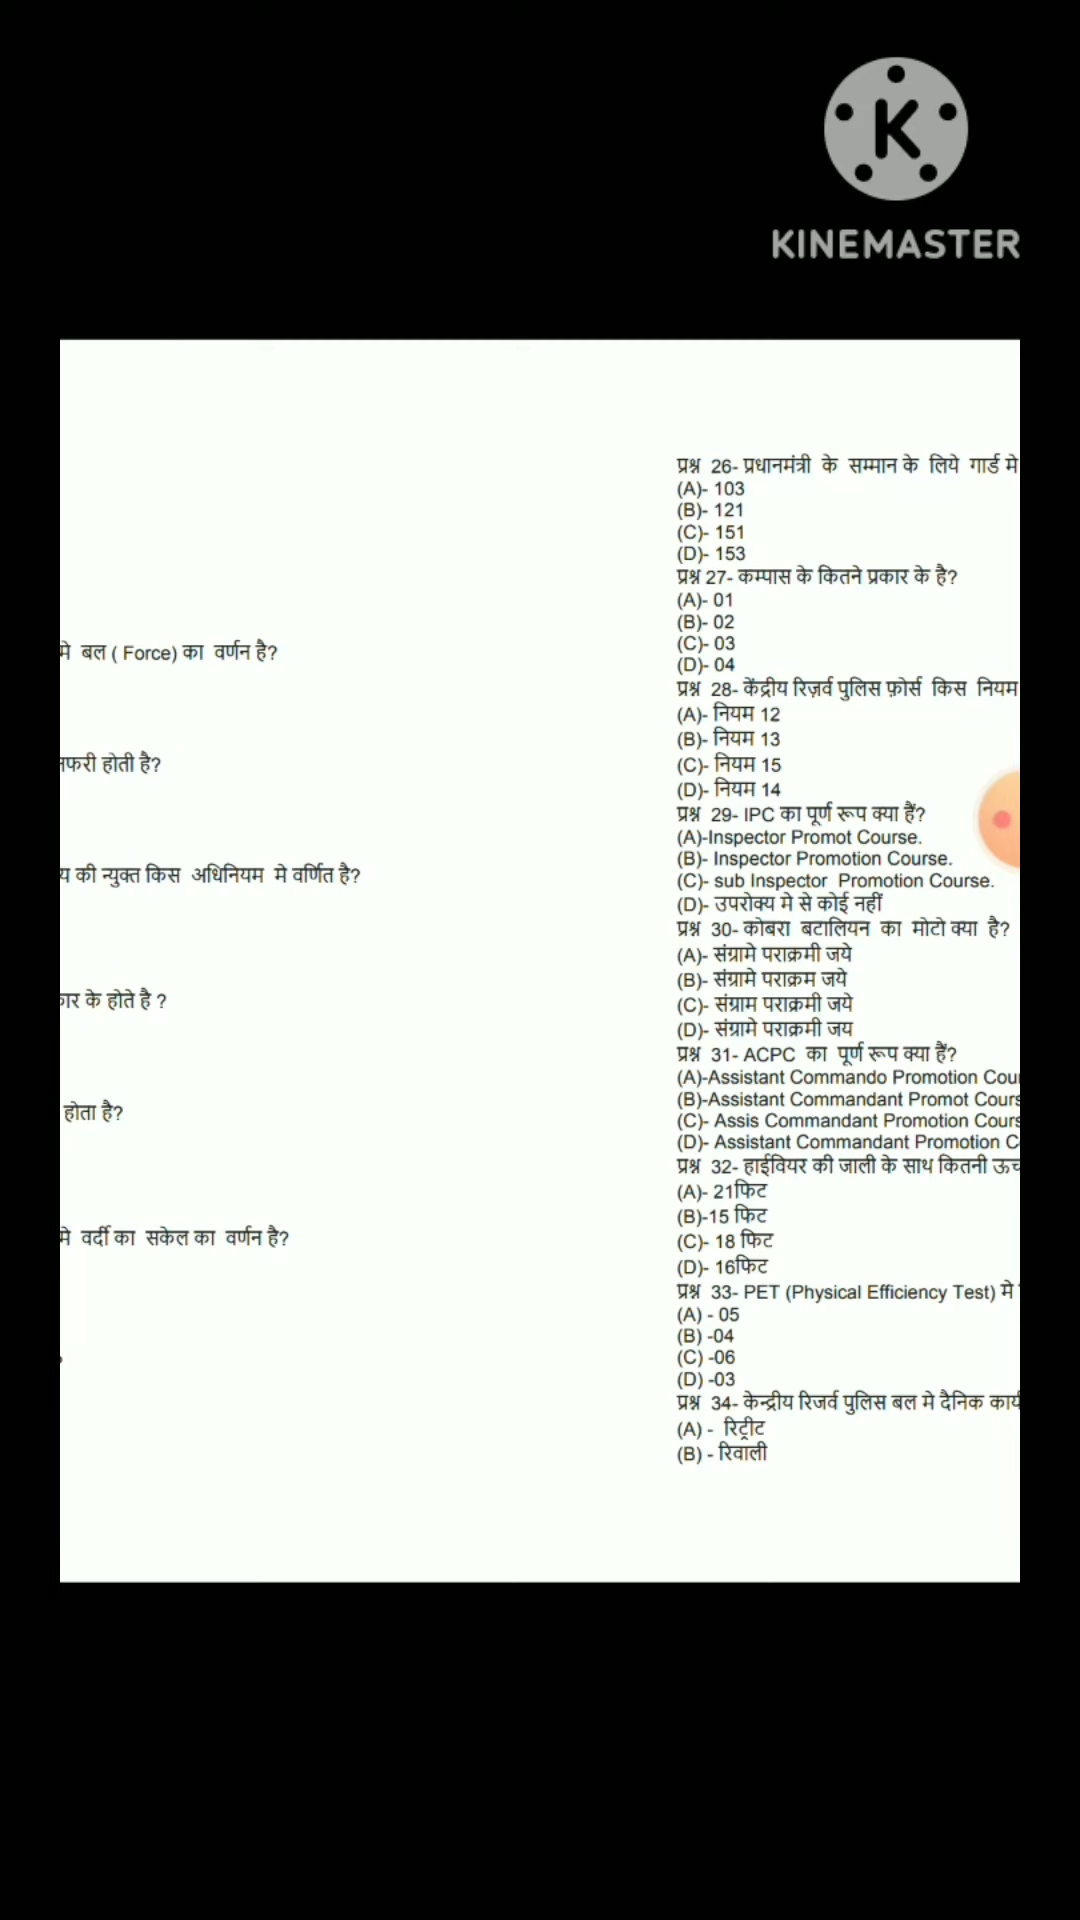 KINEMASTER
मे बल ( Force) का वर्णन है?
नफरी होती है?
य की न्युक्त किस अधिनियम मे वर्णित है?
कार के होते है ?
होता है?
मे वर्दी का सकेल का वर्णन है?
प्रश्न 26- प्रधानमंत्री के सम्मान के लिये गार्ड मे
(A)- 103
(B)- 121
(C)- 151
(D)- 153
प्रश्न 27- कम्पास के कितने प्रकार के है?
(A)- 01
(B)- 02
(C)- 03
(D)- 04
प्रश्न 28- केंद्रीय रिज़र्व पुलिस फ़ोर्स किस नियम
(A)- नियम 12
(B)- नियम 13
(C)- नियम 15
(D)- नियम 14
प्रश्न 29- IPC का पूर्ण रूप क्या हैं?
(A)-Inspector Promot Course.
(B)- Inspector Promotion Course.
(C)- sub Inspector Promotion Course.
(D)- उपरोक्य मे से कोई नहीं
प्रश्न 30- कोबरा बटालियन का मोटो क्या है?
(A)- संग्रामे पराक्रमी जये
(B)- संग्रामे पराक्रम जये
(C)- संग्राम पराक्रमी जये
(D)- संग्रामे पराक्रमी जय
प्रश्न 31- ACPC का पूर्ण रूप क्या हैं?
(A)-Assistant Commando Promotion Cou
(B)-Assistant Commandant Promot Cours
(C)- Assis Commandant Promotion Cours
(D)- Assistant Commandant Promotion C
प्रश्न 32- हाईवियर की जाली के साथ कितनी ऊच
(A)- 21फिट
(B)-15 फिट
(C)- 18 फिट
(D)- 16फिट
प्रश्न 33- PET (Physical Efficiency Test) मे
(A) - 05
(B) -04
(C) -06
(D) -03
प्रश्न 34- केन्द्रीय रिजर्व पुलिस बल मे दैनिक कार्य
(A) - रिट्रीट
(B) - रिवाली